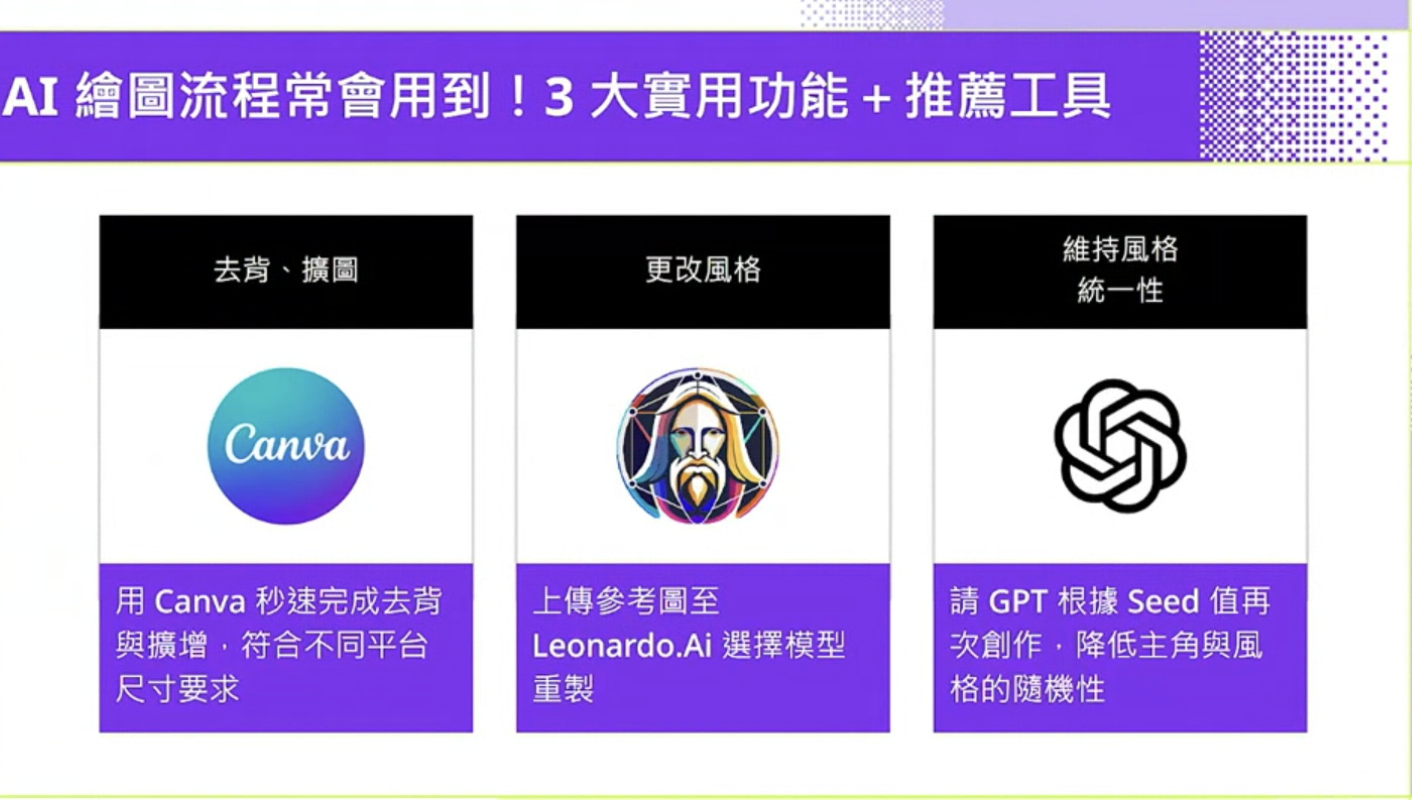 AI 繪圖流程常會用到！3 大實用功能 + 推薦工具
去背、擴圖
Canva
用 Canva 秒速完成去背
與擴增，符合不同平台
尺寸要求
更改風格
上傳參考圖至
Leonardo.Ai 選擇模型
重製
維持風格
統一性
請 GPT 根據 Seed 值再
次創作，降低主角與風
格的隨機性